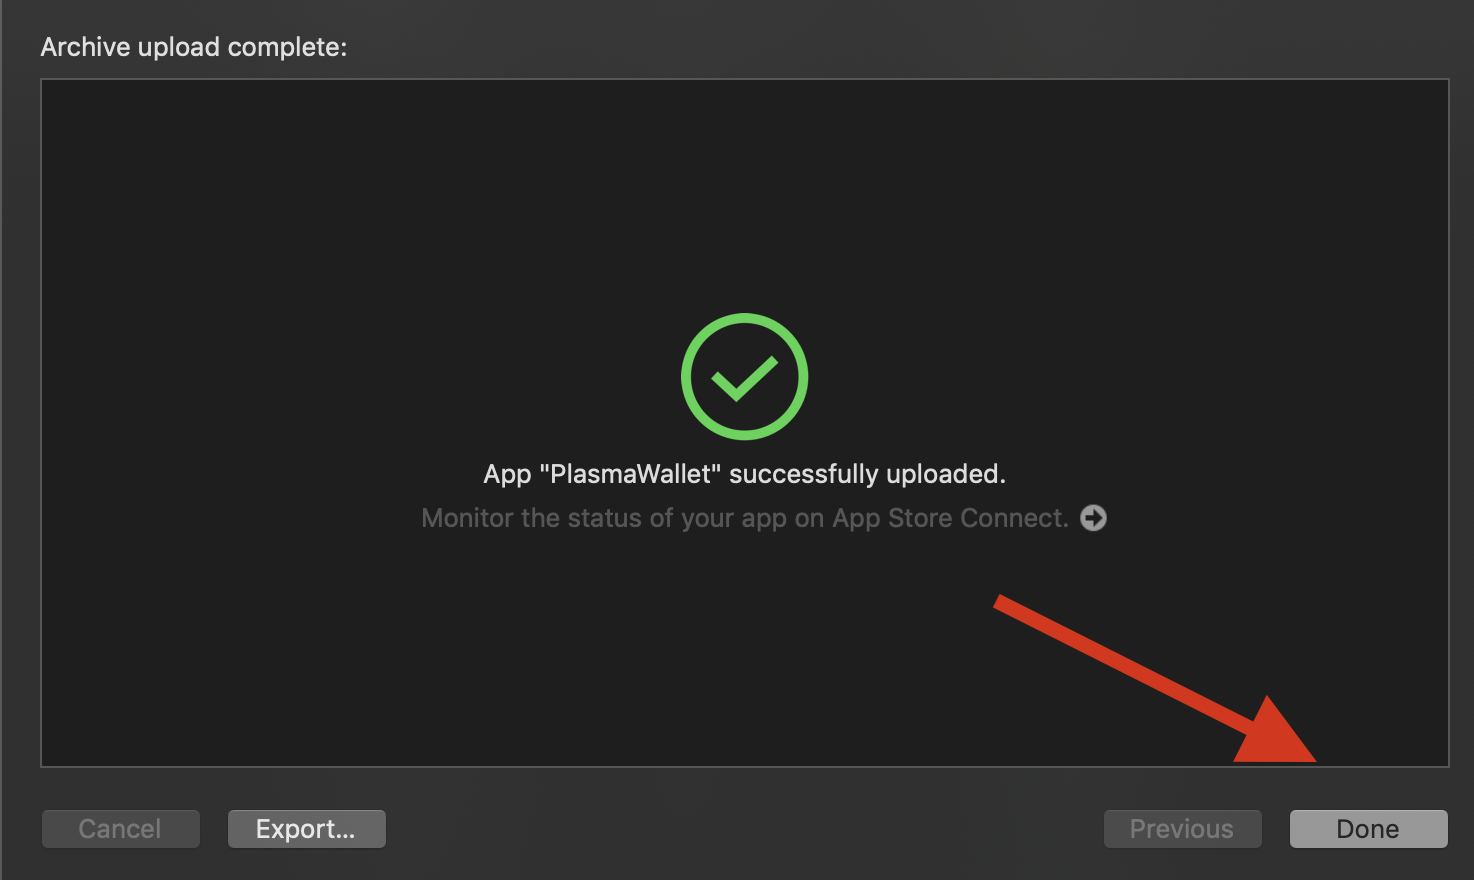 Archive upload complete:
App "PlasmaWallet" successfully uploaded.
Monitor the status of your app on App Store Connect.
Cancel
Export...
Previous
Done